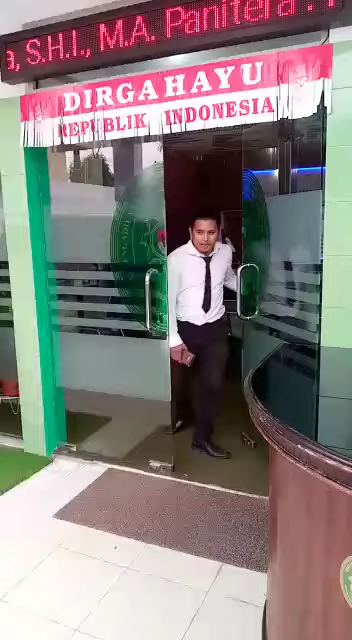 , S.H.I., M.A. Panitera :
DIRGAHAYU
REPUBLIK INDONESIA